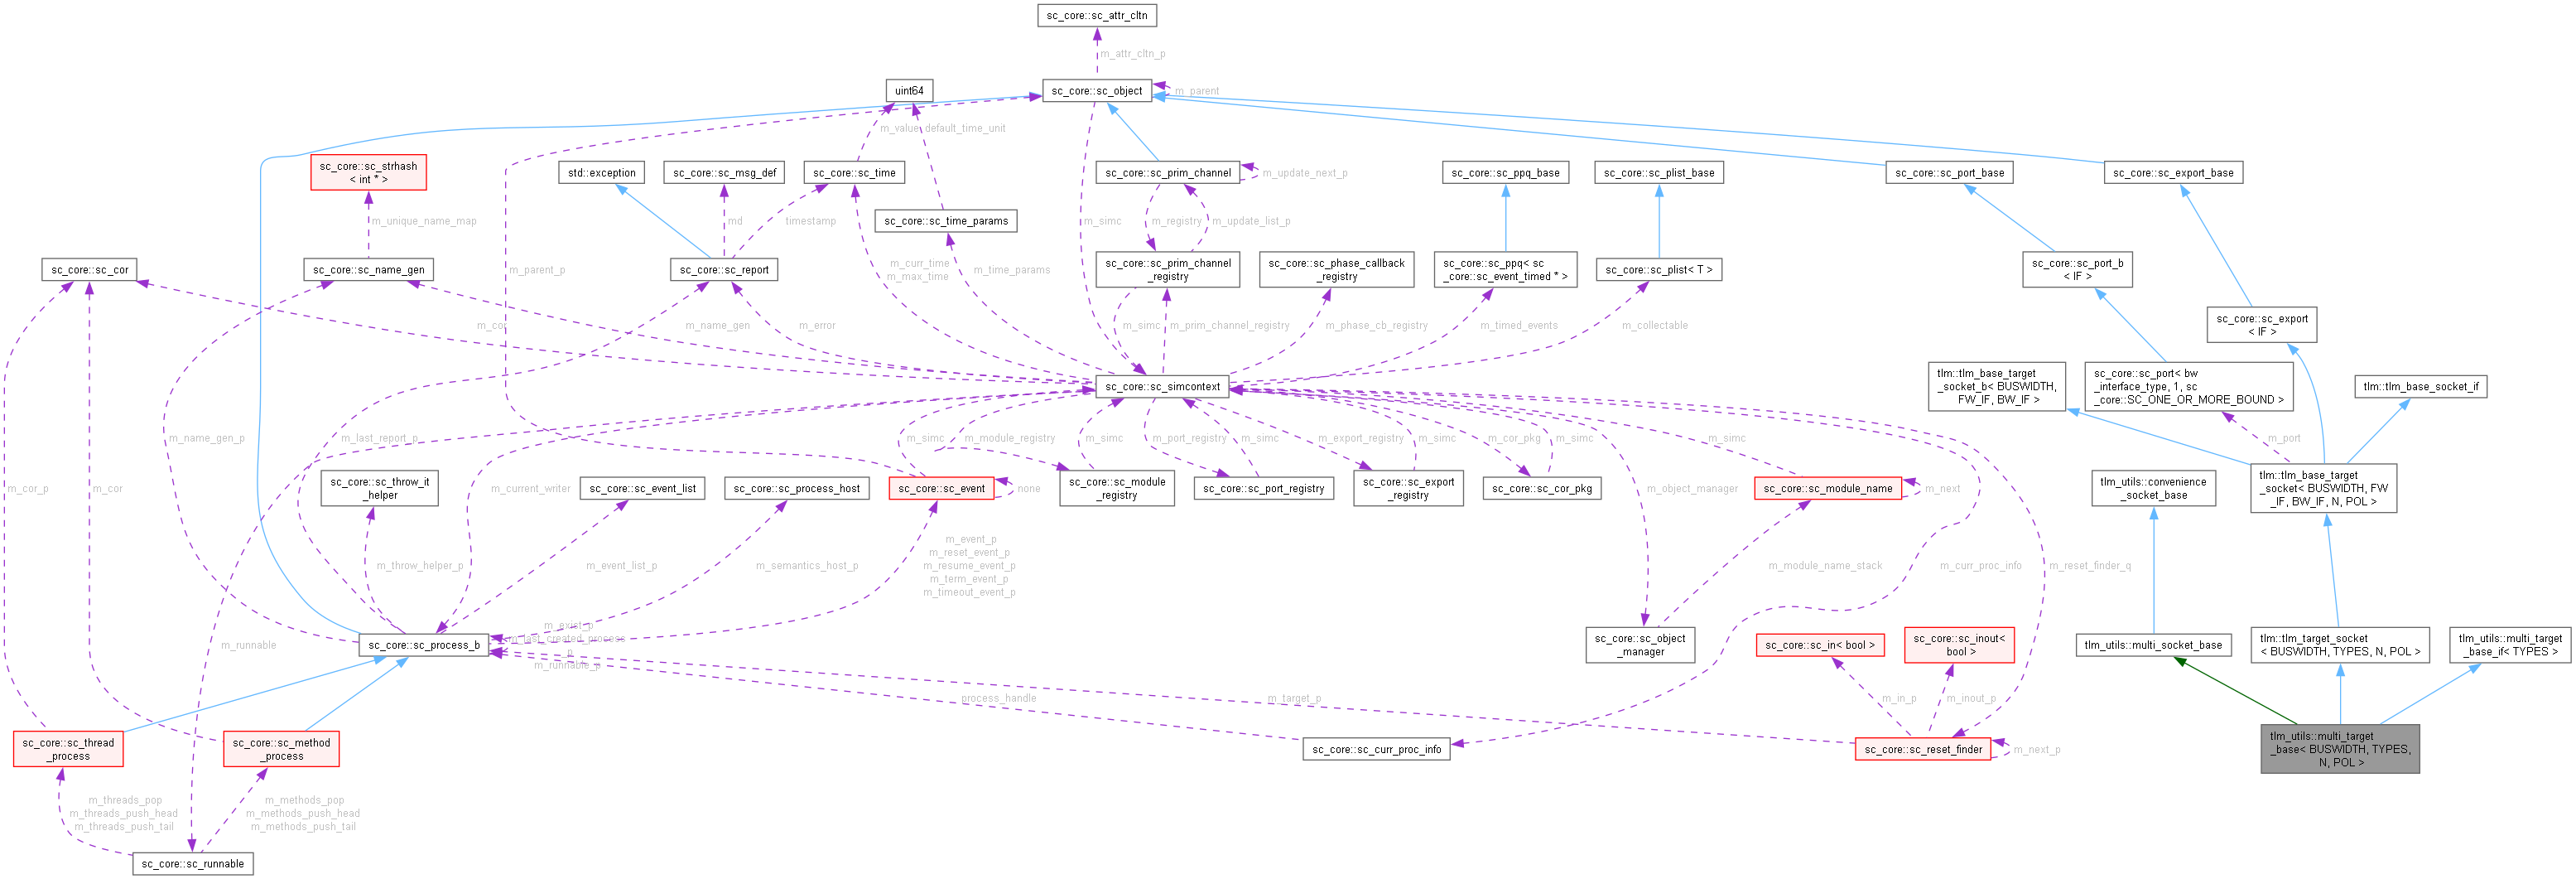 sc_core::sc_attr_cltn
m_attr_cltn_p
uint64
sc_core::sc_object
m_parent
m_value
default_time_unit
sc_core::sc_strhash
< int * >
std::exception
sc_core::sc_msg_def
sc_core::sc_time
sc_core::sc_prim_channel
m_update_next_p
sc_core::sc_ppq_base
sc_core::sc_plist_base
sc_core::sc_port_base
sc_core::sc_export_base
m_unique_name_map
md
timestamp
sc_core::sc_time_params
m_simc
m_registry
m_update_list_p
sc_core::sc_cor
sc_core::sc_name_gen
m_parent_p
sc_core::sc_report
m_curr_time
m_max_time
m_time_params
sc_core::sc_prim_channel
_registry
sc_core::sc_phase_callback
_registry
sc_core::sc_ppq< sc
_core::sc_event_timed * >
sc_core::sc_plist< T >
sc_core::sc_port_b
< IF >
m_cor
m_name_gen
m_error
m_simc
m_prim_channel_registry
m_phase_cb_registry
m_timed_events
m_collectable
sc_core::sc_export
< IF >
sc_core::sc_simcontext
tlm::tlm_base_target
_socket_b< BUSWIDTH,
FW_IF, BW_IF >
sc_core::sc_port< bw
_interface_type, 1, sc
_core::SC_ONE_OR_MORE_BOUND >
tlm::tlm_base_socket_if
m_name_gen_p
m_last_report_p
m_simc
m_module_registry
m_simc
m_port_registry
m_simc
m_export_registry
m_simc
m_cor_pkg
m_simc
m_simc
m_port
m_cor_p
m_cor
sc_core::sc_throw_it
_helper
m_current_writer
sc_core::sc_event_list
sc_core::sc_process_host
sc_core::sc_event
none
sc_core::sc_module
_registry
sc_core::sc_port_registry
sc_core::sc_export
_registry
sc_core::sc_cor_pkg
m_object_manager
sc_core::sc_module_name
m_next
tlm_utils::convenience
_socket_base
tlm::tlm_base_target
_socket< BUSWIDTH, FW
_IF, BW_IF, N, POL >
m_throw_helper_p
m_event_list_p
m_semantics_host_p
m_event_p
m_reset_event_p
m_resume_event_p
m_term_event_p
m_timeout_event_p
m_module_name_stack
m_curr_proc_info
m_reset_finder_q
m_runnable
sc_core::sc_process_b
m_exist_p
m_last_created_process
_p
m_runnable_p
sc_core::sc_object
_manager
sc_core::sc_in< bool >
sc_core::sc_inout<
bool >
tlm_utils::multi_socket_base
tlm::tlm_target_socket
< BUSWIDTH, TYPES, N, POL >
tlm_utils::multi_target
_base_if< TYPES >
process_handle
m_target_p
m_in_p
m_inout_p
sc_core::sc_thread
_process
sc_core::sc_method
_process
sc_core::sc_curr_proc_info
sc_core::sc_reset_finder
m_next_p
tlm_utils::multi_target
_base< BUSWIDTH, TYPES,
N, POL >
m_threads_pop
m_threads_push_head
m_threads_push_tail
m_methods_pop
m_methods_push_head
m_methods_push_tail
sc_core::sc_runnable